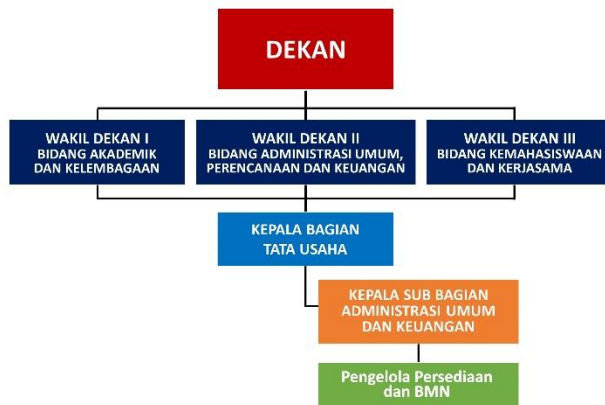 DEKAN
WAKIL DEKAN I
BIDANG AKADEMIK
DAN KELEMBAGAAN
WAKIL DEKAN II
BIDANG ADMINISTRASI UMUM,
PERENCANAAN DAN KEUANGAN
WAKIL DEKAN III
BIDANG KEMAHASISWAAN
DAN KERJASAMA
KEPALA BAGIAN
TATA USAHA
KEPALA SUB BAGIAN
ADMINISTRASI UMUM
DAN KEUANGAN
Pengelola Persediaan
dan BMN